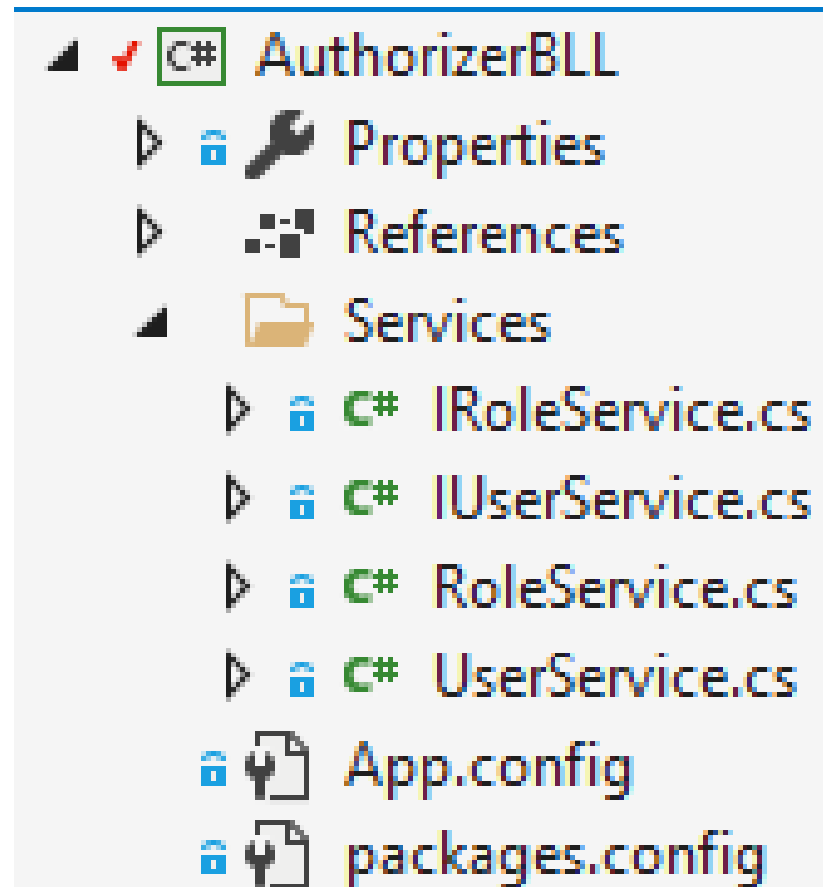 C# AuthorizerBLL
Properties
References
Services
C# IRoleService.cs
C# IUserService.cs
C# RoleService.cs
C# UserService.cs
App.config
packages.config